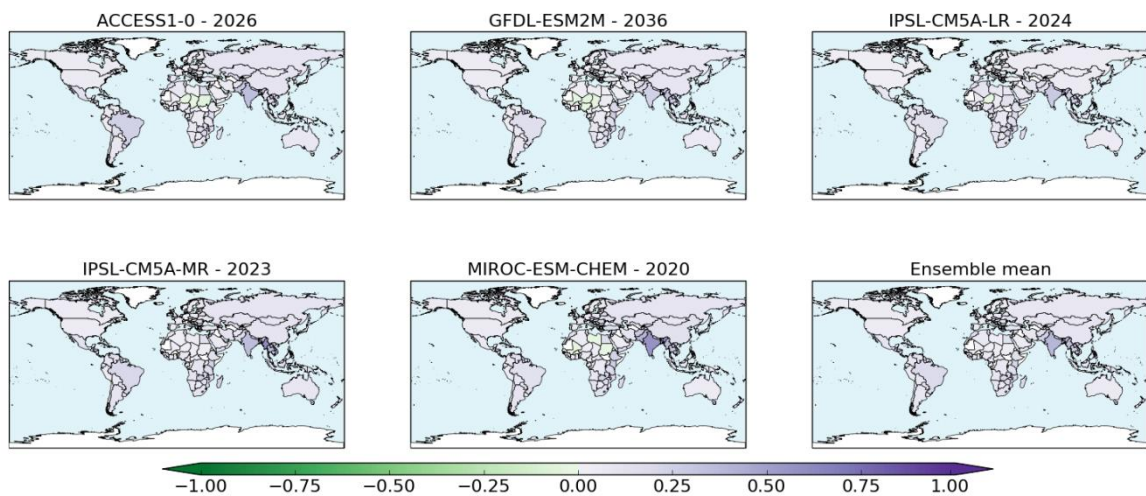 ACCESS1-0 - 2026
GFDL-ESM2M - 2036
IPSL-CM5A-LR - 2024
IPSL-CM5A-MR - 2023
MIROC-ESM-CHEM - 2020
Ensemble mean
−1.00 −0.75 −0.50 −0.25 0.00 0.25 0.50 0.75 1.00